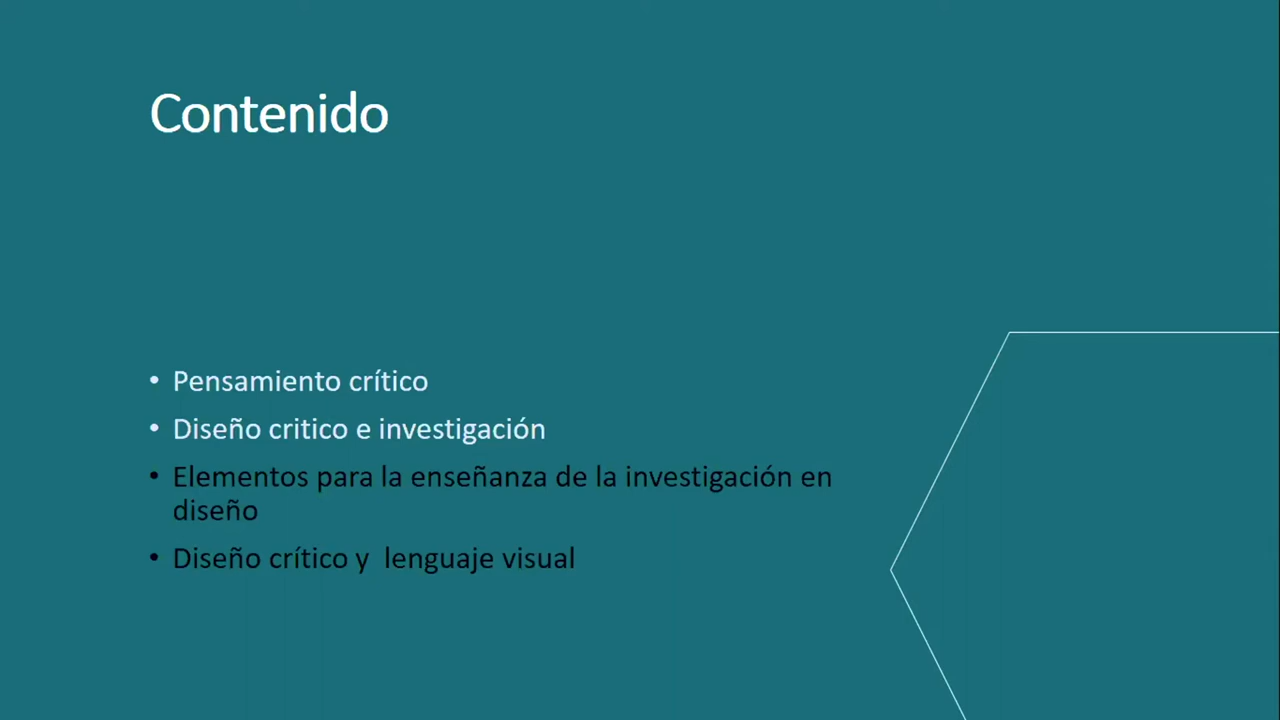 Contenido
• Pensamiento crítico
• Diseño critico e investigación
• Elementos para la enseñanza de la investigación en
diseño
• Diseño crítico y  lenguaje visual